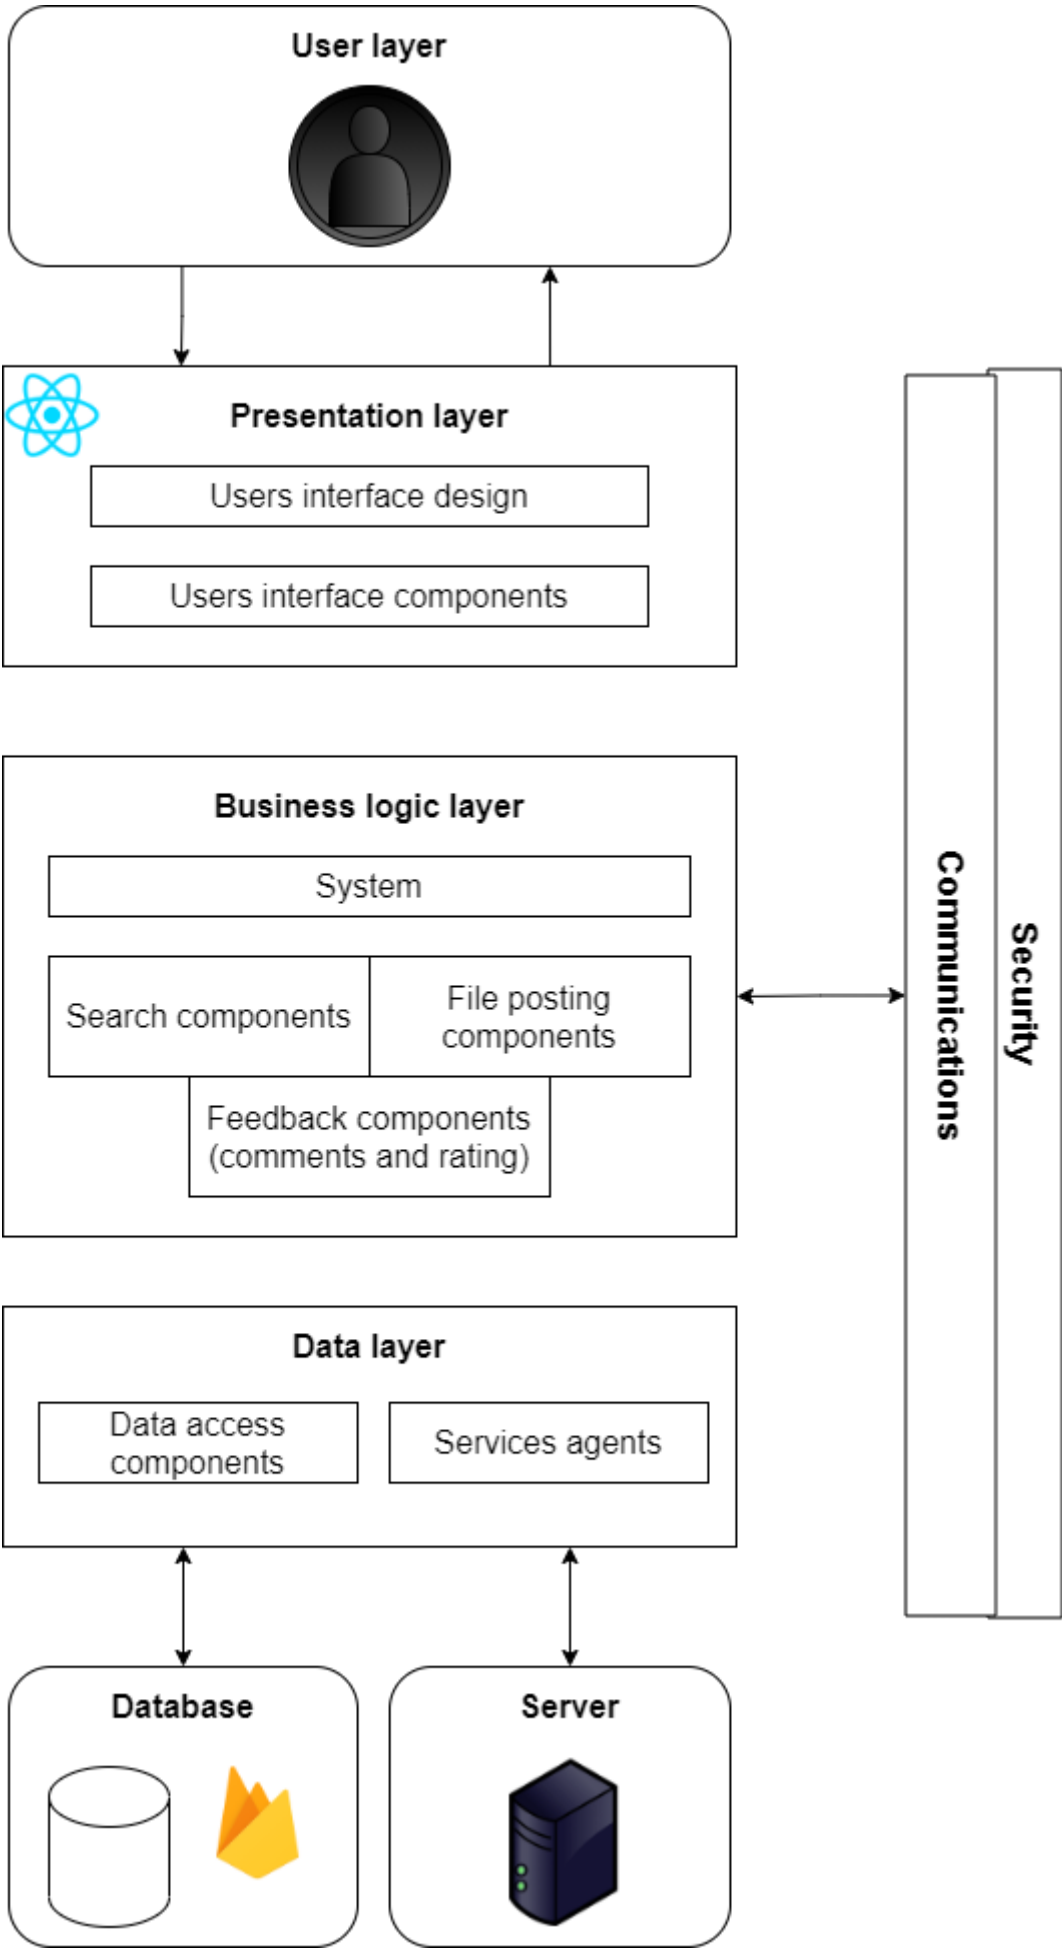 User layer
Presentation layer
Users interface design
Users interface components
Business logic layer
System
Search components
File posting
components
Feedback components
(comments and rating)
Communications
Security
Data layer
Data access
components
Services agents
Database
Server